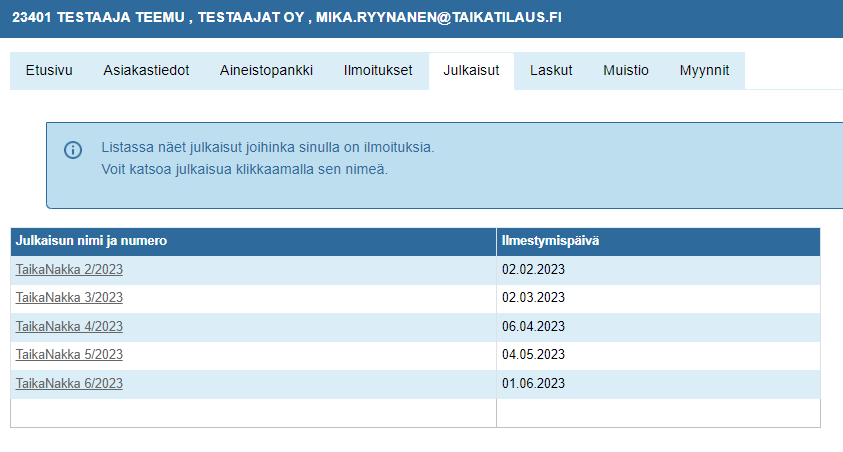 23401 TESTAAJA TEEMU , TESTAAJAT OY , MIKA.RYYNANEN@TAIKATILAUS.FI
Etusivu Asiakastiedot Aineistopankki Ilmoitukset Julkaisut Laskut Muistio Myynnit
Listassa näet julkaisut joihinka sinulla on ilmoituksia.
Voit katsoa julkaisua klikkaamalla sen nimeä.
Julkaisun nimi ja numero Ilmestymispäivä
TaikaNakka 2/2023 02.02.2023
TaikaNakka 3/2023 02.03.2023
TaikaNakka 4/2023 06.04.2023
TaikaNakka 5/2023 04.05.2023
TaikaNakka 6/2023 01.06.2023